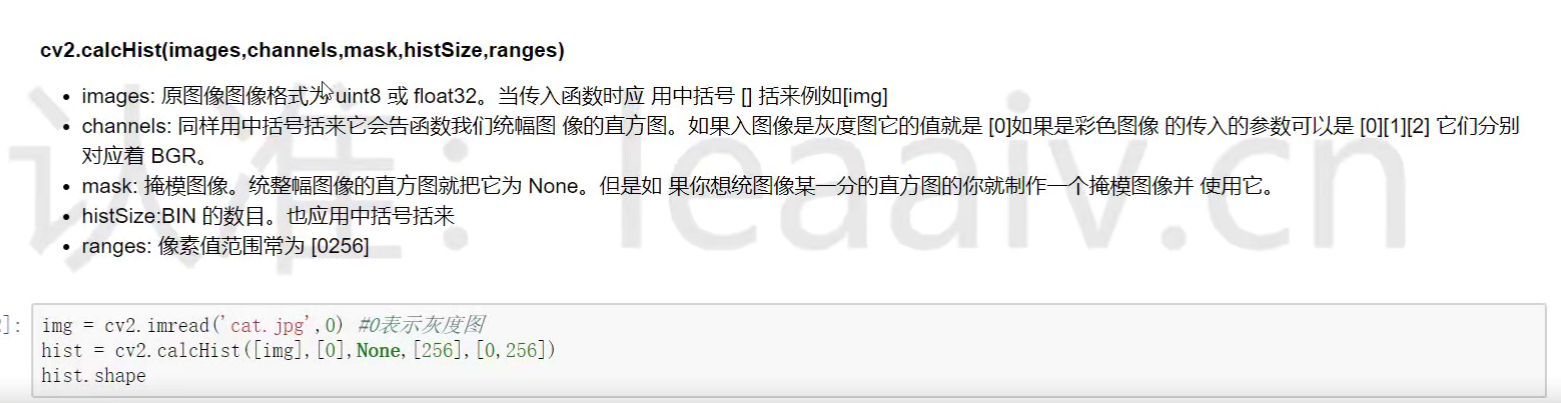 cv2.calcHist(images,channels,mask,histSize,ranges)
• images: 原图像图像格式为 uint8 或 float32。当传入函数时应 用中括号 [] 括来例如[img]
• channels: 同样用中括号括来它会告函数我们统幅图 像的直方图。如果入图像是灰度图它的值就是 [0]如果是彩色图像 的传入的参数可以是 [0][1][2] 它们分别
对应着 BGR。
• mask: 掩模图像。统整幅图像的直方图就把它为 None。但是如 果你想统图像某一分的直方图的你就制作一个掩模图像并 使用它。
• histSize:BIN 的数目。也应用中括号括来
• ranges: 像素值范围常为 [0256]
认准：leaaiv.cn
]: img = cv2.imread('cat.jpg',0) #0表示灰度图
hist = cv2.calcHist([img],[0],None,[256],[0,256])
hist.shape